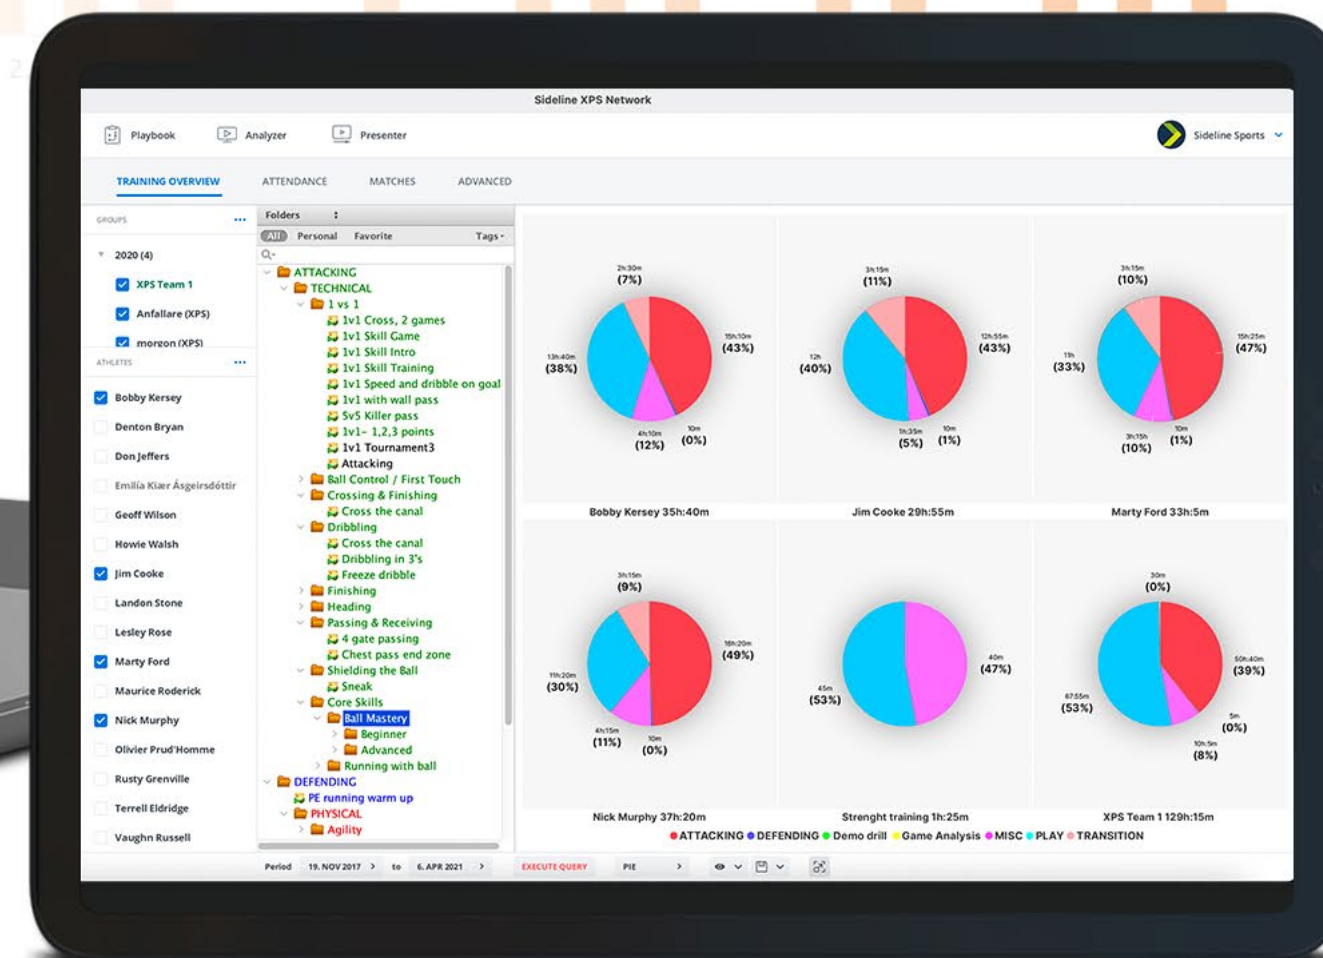 Sideline XPS Network
Playbook Analyzer Presenter
Sideline Sports
TRAINING OVERVIEW ATTENDANCE MATCHES ADVANCED
GROUPS
2020 (4)
XPS Team 1
Anfallare (XPS)
morgon (XPS)
ATHLETES
Bobby Kersey
Denton Bryan
Don Jeffers
Emilía Kiær Ásgeirsdóttir
Geoff Wilson
Howie Walsh
Jim Cooke
Landon Stone
Lesley Rose
Marty Ford
Maurice Roderick
Nick Murphy
Olivier Prud'Homme
Rusty Grenville
Terrell Eldridge
Vaughn Russell
Folders
All Personal Favorite Tags
ATTACKING
TECHNICAL
1 vs 1
1v1 Cross, 2 games
1v1 Skill Game
1v1 Skill Intro
1v1 Skill Training
1v1 Speed and dribble on goal
1v1 with wall pass
5v5 Killer pass
1v1- 1,2,3 points
1v1 Tournament3
Attacking
Ball Control / First Touch
Crossing & Finishing
Cross the canal
Dribbling
Cross the canal
Dribbling in 3's
Freeze dribble
Finishing
Heading
Passing & Receiving
4 gate passing
Chest pass end zone
Shielding the Ball
Sneak
Core Skills
Ball Mastery
Beginner
Advanced
Running with ball
DEFENDING
PE running warm up
PHYSICAL
Agility
2h:30m
(7%)
15h:10m
(43%)
13h:40m
(38%)
4h:10m
(12%)
10m
(0%)
Bobby Kersey 35h:40m
3h:15m
(11%)
12h:55m
(43%)
12h
(40%)
1h:35m
(5%)
10m
(1%)
Jim Cooke 29h:55m
3h:15m
(10%)
15h:25m
(47%)
11h
(33%)
3h:15h
(10%)
10m
(1%)
Marty Ford 33h:5m
3h:15m
(9%)
18h:20m
(49%)
11h:20m
(30%)
4h:15m
(11%)
10m
(0%)
Nick Murphy 37h:20m
40m
(47%)
45m
(53%)
Strenght training 1h:25m
30m
(0%)
50h:40m
(39%)
67:55m
(53%)
5m
(0%)
10h:5m
(8%)
XPS Team 1 129h:15m
ATTACKING DEFENDING Demo drill Game Analysis MISC PLAY TRANSITION
Period 19. NOV 2017 to 6. APR 2021 EXECUTE QUERY PIE